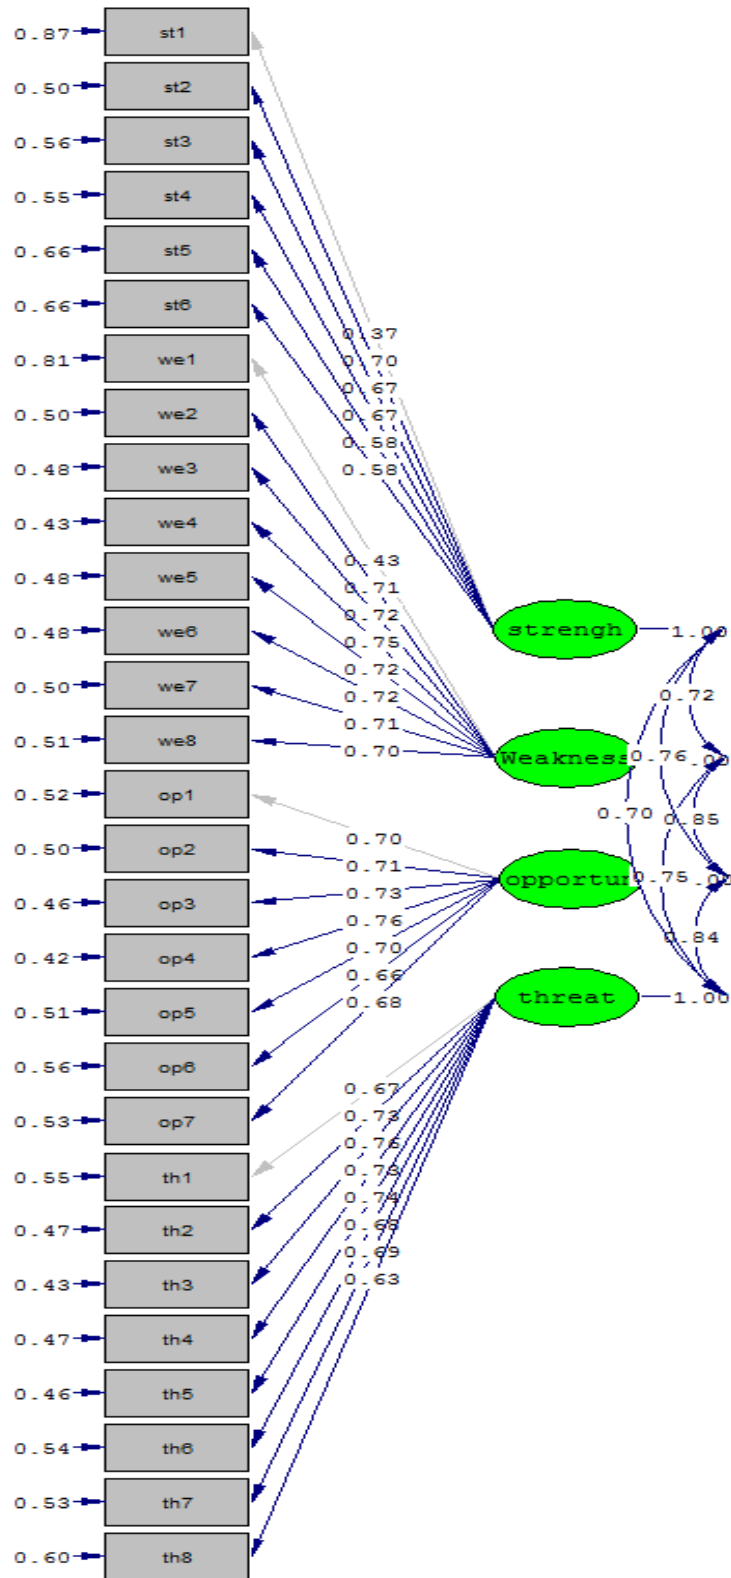 0.87 st1
0.50 st2
0.56 st3
0.55 st4
0.66 st5
0.66 st6
0.81 we1
0.50 we2
0.48 we3
0.43 we4
0.48 we5
0.48 we6
0.50 we7
0.51 we8
0.52 op1
0.50 op2
0.46 op3
0.42 op4
0.51 op5
0.56 op6
0.53 op7
0.55 th1
0.47 th2
0.43 th3
0.47 th4
0.46 th5
0.54 th6
0.53 th7
0.60 th8
0.37
0.70
0.67
0.67
0.58
0.58
0.43
0.71
0.72
0.75
0.72
0.72
0.71
0.70
0.70
0.71
0.73
0.76
0.70
0.66
0.68
0.67
0.73
0.76
0.73
0.74
0.68
0.69
0.63
strengh 1.00
0.72
Weakness 0.76 .00
0.70 0.85
opportun 0.75 .00
0.84
threat 1.00